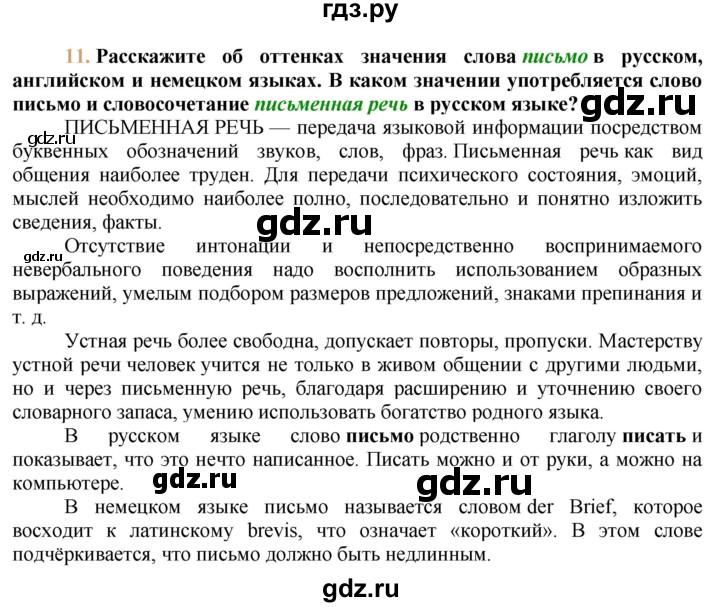 гдз.ру
11. Расскажите об оттенках значения слова письмо в русском,
английском и немецком языках. В каком значении употребляется слово
письмо и словосочетание письменная речь в русском языке?
gdz.ru
ПИСЬМЕННАЯ РЕЧЬ — передача языковой информации посредством
gdz.ru
буквенных обозначений звуков, слов, фраз. Письменная речь как вид
общения наиболее труден. Для передачи психического состояния, эмоций,
мыслей необходимо наиболее полно, последовательно и понятно изложить
сведения, факты.
gdz.ru
Отсутствие интонации и непосредственно воспринимаемого
gdz.ru
невербального поведения надо восполнить использованием образных
выражений, умелым подбором размеров предложений, знаками препинания и
т. д.
gdz.ru
Устная речь более свободна, допускает повторы, пропуски. Мастерству
устной речи человек учится не только в живом общении с другими людьми,
но и через письменную речь, благодаря расширению и уточнению своего
словарного запаса, умению использовать богатство родного языка.
gdz.ru
В русском языке слово письмо родственно глаголу писать и
показывает, что это нечто написанное. Писать можно и от руки, а можно на
компьютере.
gdz.ru
В немецком языке письмо называется словом der Brief, которое
восходит к латинскому brevis, что означает «короткий». В этом слове
gdz.ru
подчёркивается, что письмо должно быть недлинным.
gdz.ru